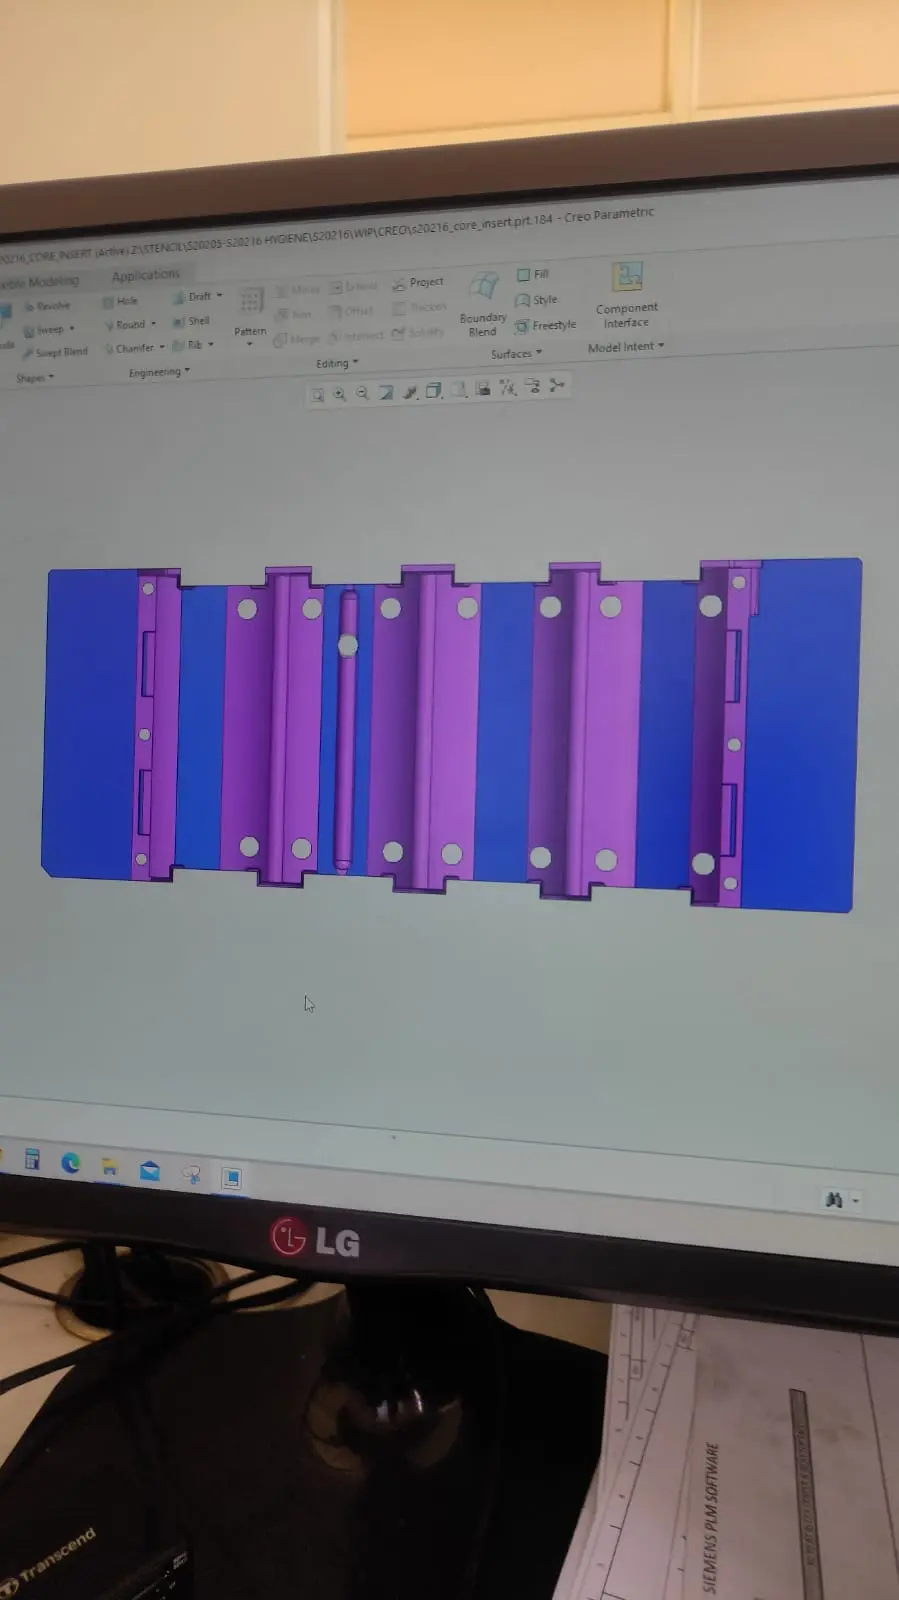 20216_CORE_INSERT (Active) Z:\STENCIL\S20205-S20216 HYGIENE\S20216\WIP\CREO\s20216_core_insert.prt.184 - Creo Parametric
xible Modeling Applications
Revolve
Sweep
Swept Blend
Shapes
Hole
Round
Chamfer
Draft
Shell
Rib
Engineering
Pattern
Mirror
Trim
Merge
Extend
Offset
Intersect
Project
Thicken
Solidify
Editing
Boundary
Blend
Fill
Style
Freestyle
Surfaces
Component
Interface
Model Intent
LG
Transcend
SIEMENS PLM SOFTWARE